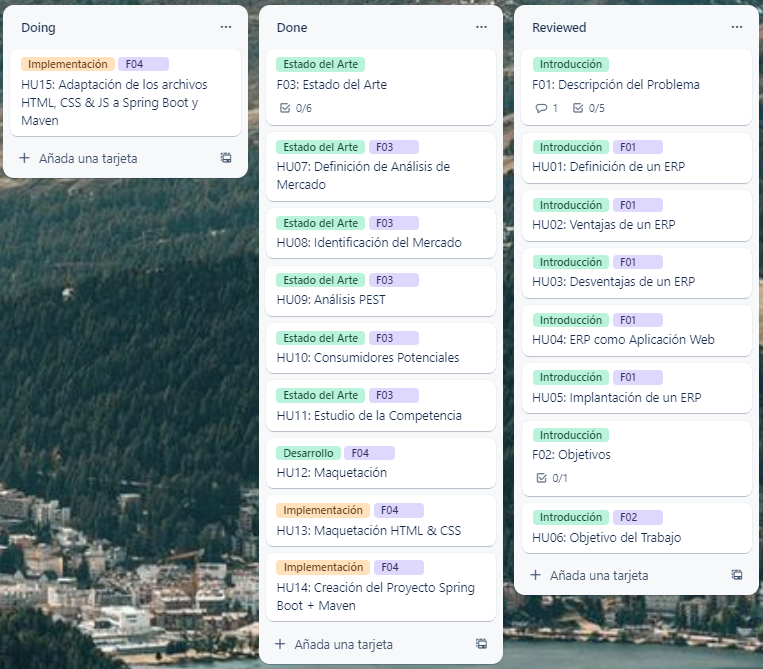 Doing
Implementación F04
HU15: Adaptación de los archivos
HTML, CSS & JS a Spring Boot y
Maven
Añada una tarjeta
Done
Estado del Arte
F03: Estado del Arte
0/6
Estado del Arte F03
HU07: Definición de Análisis de
Mercado
Estado del Arte F03
HU08: Identificación del Mercado
Estado del Arte F03
HU09: Análisis PEST
Estado del Arte F03
HU10: Consumidores Potenciales
Estado del Arte F03
HU11: Estudio de la Competencia
Desarrollo F04
HU12: Maquetación
Implementación F04
HU13: Maquetación HTML & CSS
Implementación F04
HU14: Creación del Proyecto Spring
Boot + Maven
Añada una tarjeta
Reviewed
Introducción
F01: Descripción del Problema
1 0/5
Introducción F01
HU01: Definición de un ERP
Introducción F01
HU02: Ventajas de un ERP
Introducción F01
HU03: Desventajas de un ERP
Introducción F01
HU04: ERP como Aplicación Web
Introducción F01
HU05: Implantación de un ERP
Introducción
F02: Objetivos
0/1
Introducción F02
HU06: Objetivo del Trabajo
Añada una tarjeta